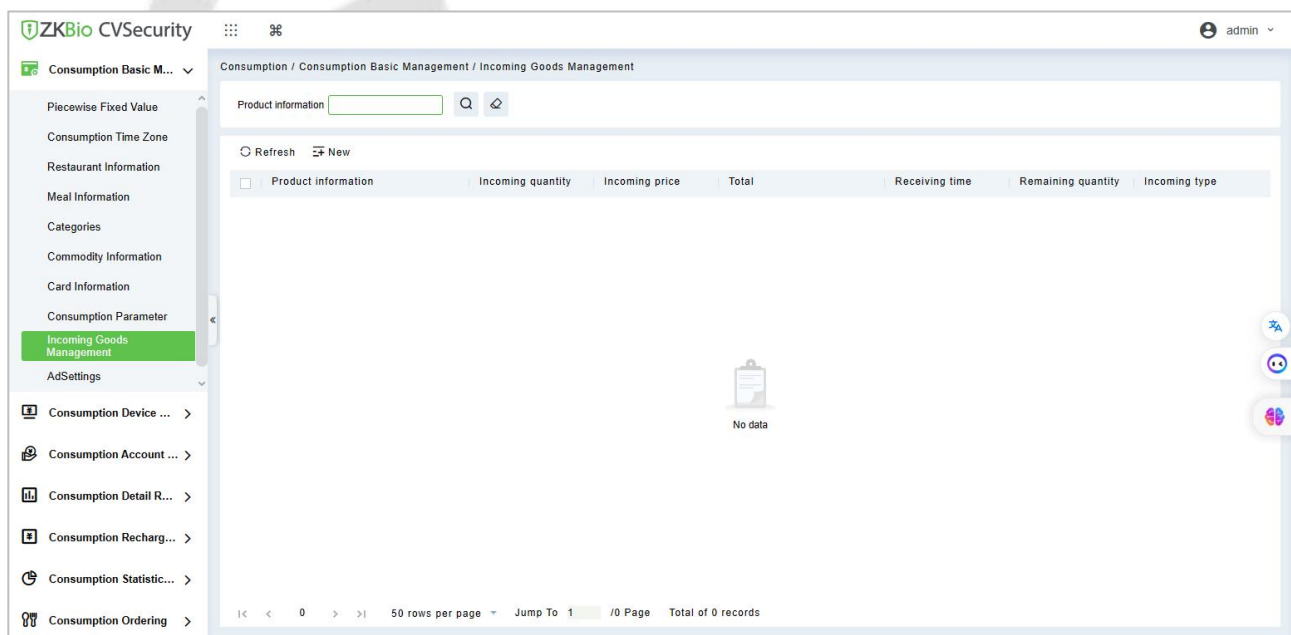 ZKBio CVSecurity
admin
Consumption Basic M...
Consumption / Consumption Basic Management / Incoming Goods Management
Piecewise Fixed Value
Consumption Time Zone
Restaurant Information
Meal Information
Categories
Commodity Information
Card Information
Consumption Parameter
Incoming Goods
Management
AdSettings
Consumption Device ...
Consumption Account ...
Consumption Detail R...
Consumption Recharg...
Consumption Statistic...
Consumption Ordering
Product information
Refresh New
Product information Incoming quantity Incoming price Total Receiving time Remaining quantity Incoming type
No data
0 50 rows per page Jump To 1 /0 Page Total of 0 records